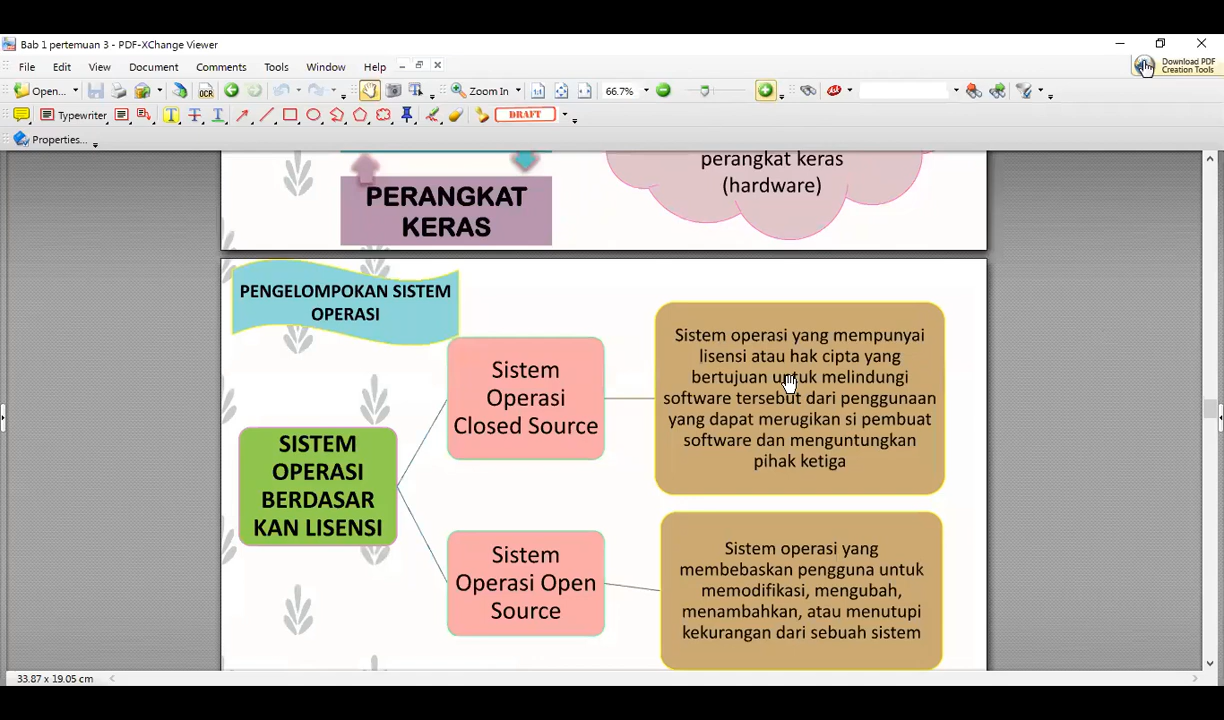 Bab 1 pertemuan 3 - PDF-XChange Viewer
File Edit View Document Comments Tools Window Help
Download PDF
Creation Tools
Open... OCR Zoom In 66.7%
Typewriter DRAFT
Properties...
perangkat keras
(hardware)
PERANGKAT
KERAS
PENGELOMPOKAN SISTEM
OPERASI
SISTEM
OPERASI
BERDASAR
KAN LISENSI
Sistem
Operasi
Closed Source
Sistem operasi yang mempunyai
lisensi atau hak cipta yang
bertujuan untuk melindungi
software tersebut dari penggunaan
yang dapat merugikan si pembuat
software dan menguntungkan
pihak ketiga
Sistem
Operasi Open
Source
Sistem operasi yang
membebaskan pengguna untuk
memodifikasi, mengubah,
menambahkan, atau menutupi
kekurangan dari sebuah sistem
33.87 x 19.05 cm